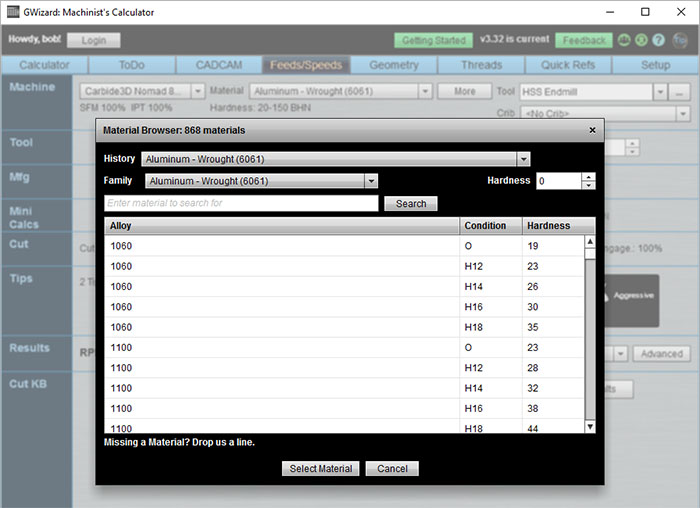 GWizard: Machinist's Calculator
Howdy, bob! Login Getting Started v3.32 is current Feedback
Calculator ToDo CADCAM Feeds/Speeds Geometry Threads Quick Refs Setup
Machine Carbide3D Nomad 8... Material Aluminum - Wrought (6061) More Tool HSS Endmill ...
SFM 100% IPT 100% Hardness: 20-150 BHN Crib <No Crib>
Material Browser: 868 materials
History Aluminum - Wrought (6061)
Tool
Family Aluminum - Wrought (6061) Hardness 0
Mfg
Enter material to search for Search
Mini
Calcs
Alloy Condition Hardness
Cut
1060 O 19
1060 H12 23
Tips
1060 H14 26
Aggressive
1060 H16 30
1060 H18 35
Results Advanced
1100 O 23
1100 H12 28
Cut KB
1100 H14 32
1100 H16 38
1100 H18 44
Missing a Material? Drop us a line.
Select Material Cancel